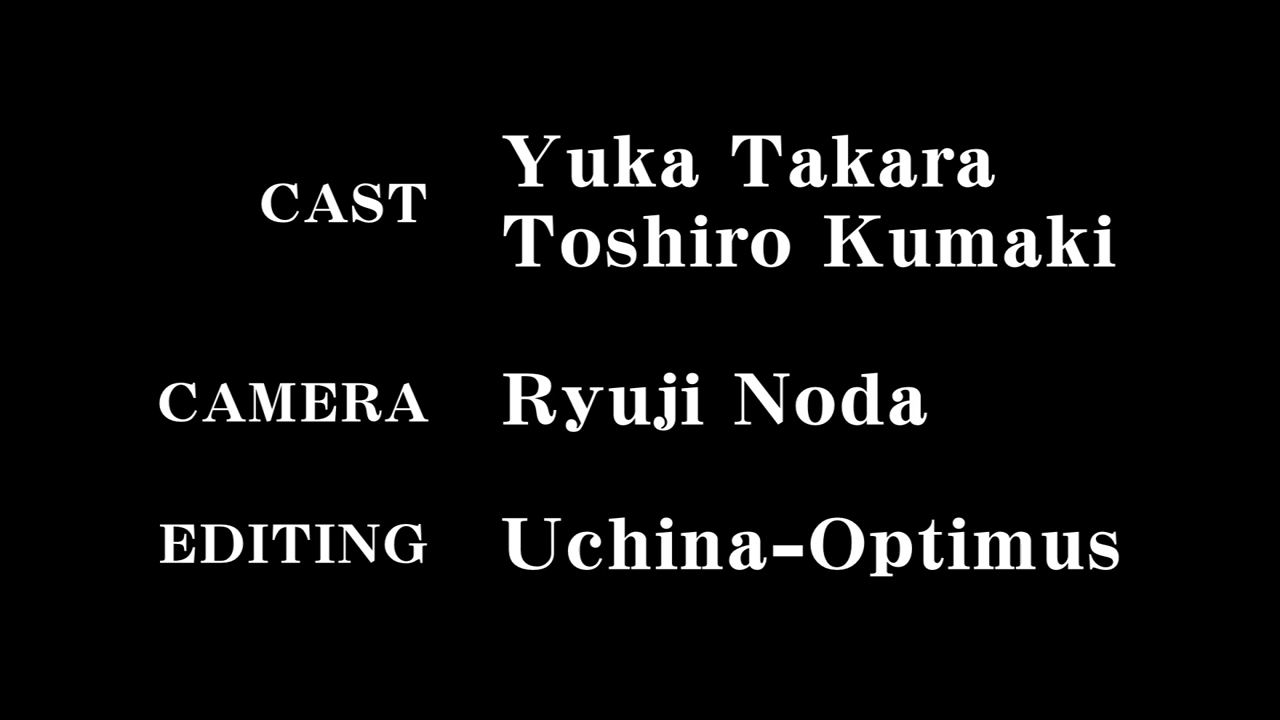 CAST
Yuka Takara
Toshiro Kumaki
CAMERA
Ryuji Noda
EDITING
Uchina-Optimus